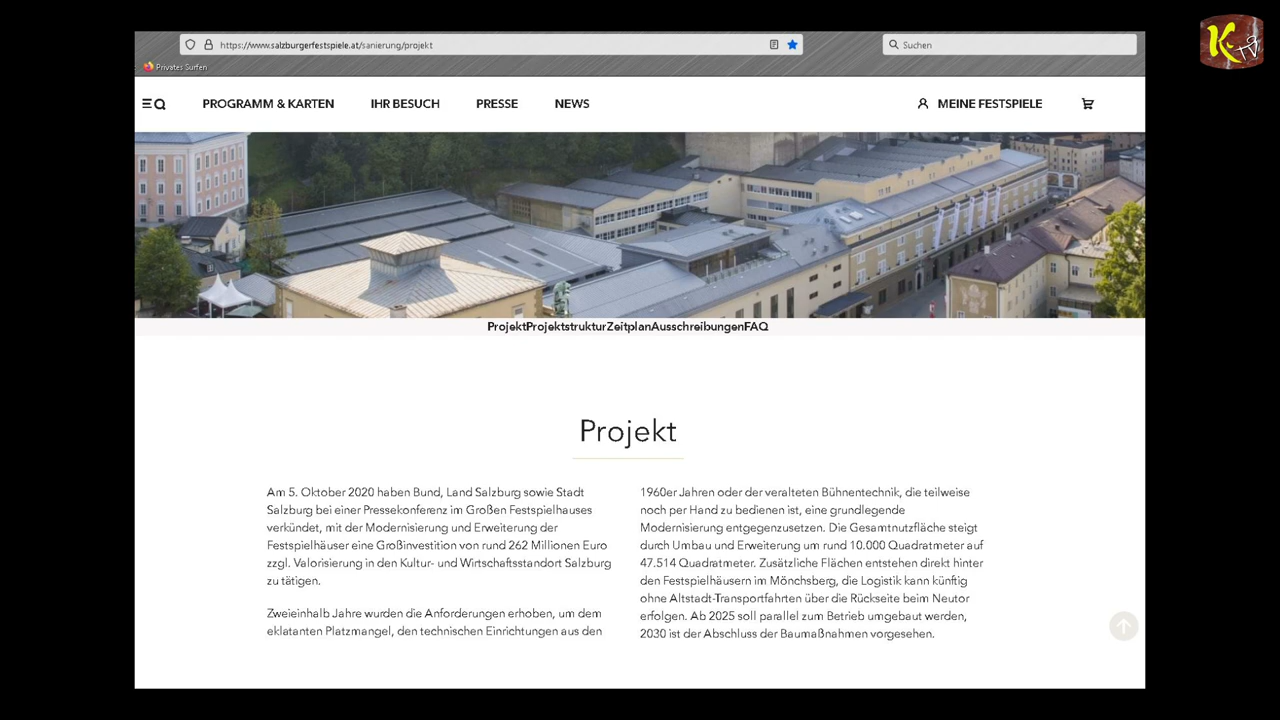 K TV
https://www.salzburgerfestspiele.at/sanierung/projekt
Suchen
Privates Surfen
PROGRAMM & KARTEN
IHR BESUCH
PRESSE
NEWS
MEINE FESTSPIELE
ProjektProjektstrukturZeitplanAusschreibungenFAQ
Projekt
Am 5. Oktober 2020 haben Bund, Land Salzburg sowie Stadt
Salzburg bei einer Pressekonferenz im Großen Festspielhauses
verkündet, mit der Modernisierung und Erweiterung der
Festspielhäuser eine Großinvestition von rund 262 Millionen Euro
zzgl. Valorisierung in den Kultur- und Wirtschaftsstandort Salzburg
zu tätigen.
Zweieinhalb Jahre wurden die Anforderungen erhoben, um dem
eklatanten Platzmangel, den technischen Einrichtungen aus den
1960er Jahren oder der veralteten Bühnentechnik, die teilweise
noch per Hand zu bedienen ist, eine grundlegende
Modernisierung entgegenzusetzen. Die Gesamtnutzfläche steigt
durch Umbau und Erweiterung um rund 10.000 Quadratmeter auf
47.514 Quadratmeter. Zusätzliche Flächen entstehen direkt hinter
den Festspielhäusern im Mönchsberg, die Logistik kann künftig
ohne Altstadt-Transportfahrten über die Rückseite beim Neutor
erfolgen. Ab 2025 soll parallel zum Betrieb umgebaut werden,
2030 ist der Abschluss der Baumaßnahmen vorgesehen.